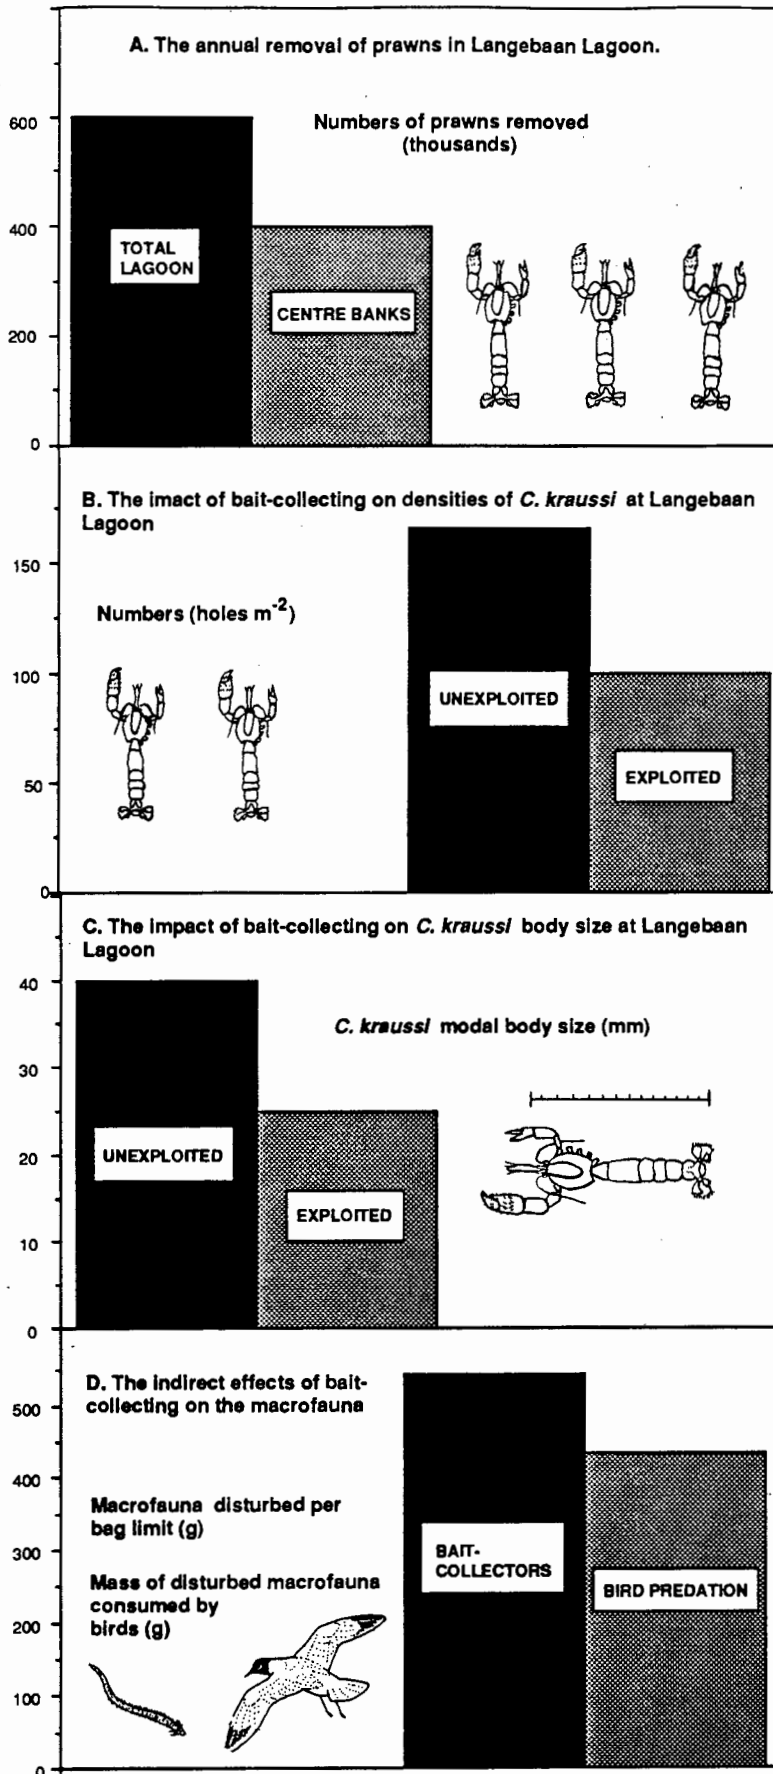 A. The annual removal of prawns in Langebaan Lagoon.
600
400
200
0
Numbers of prawns removed
(thousands)
TOTAL
LAGOON
CENTRE BANKS
B. The imact of bait-collecting on densities of C. kraussi at Langebaan
Lagoon
150
100
50
0
Numbers (holes m⁻²)
UNEXPLOITED
EXPLOITED
C. The impact of bait-collecting on C. kraussi body size at Langebaan
Lagoon
40
30
20
10
0
C. kraussi modal body size (mm)
UNEXPLOITED
EXPLOITED
D. The indirect effects of bait-
collecting on the macrofauna
500
400
300
200
100
0
Macrofauna disturbed per
bag limit (g)
Mass of disturbed macrofauna
consumed by
birds (g)
BAIT-
COLLECTORS
BIRD PREDATION